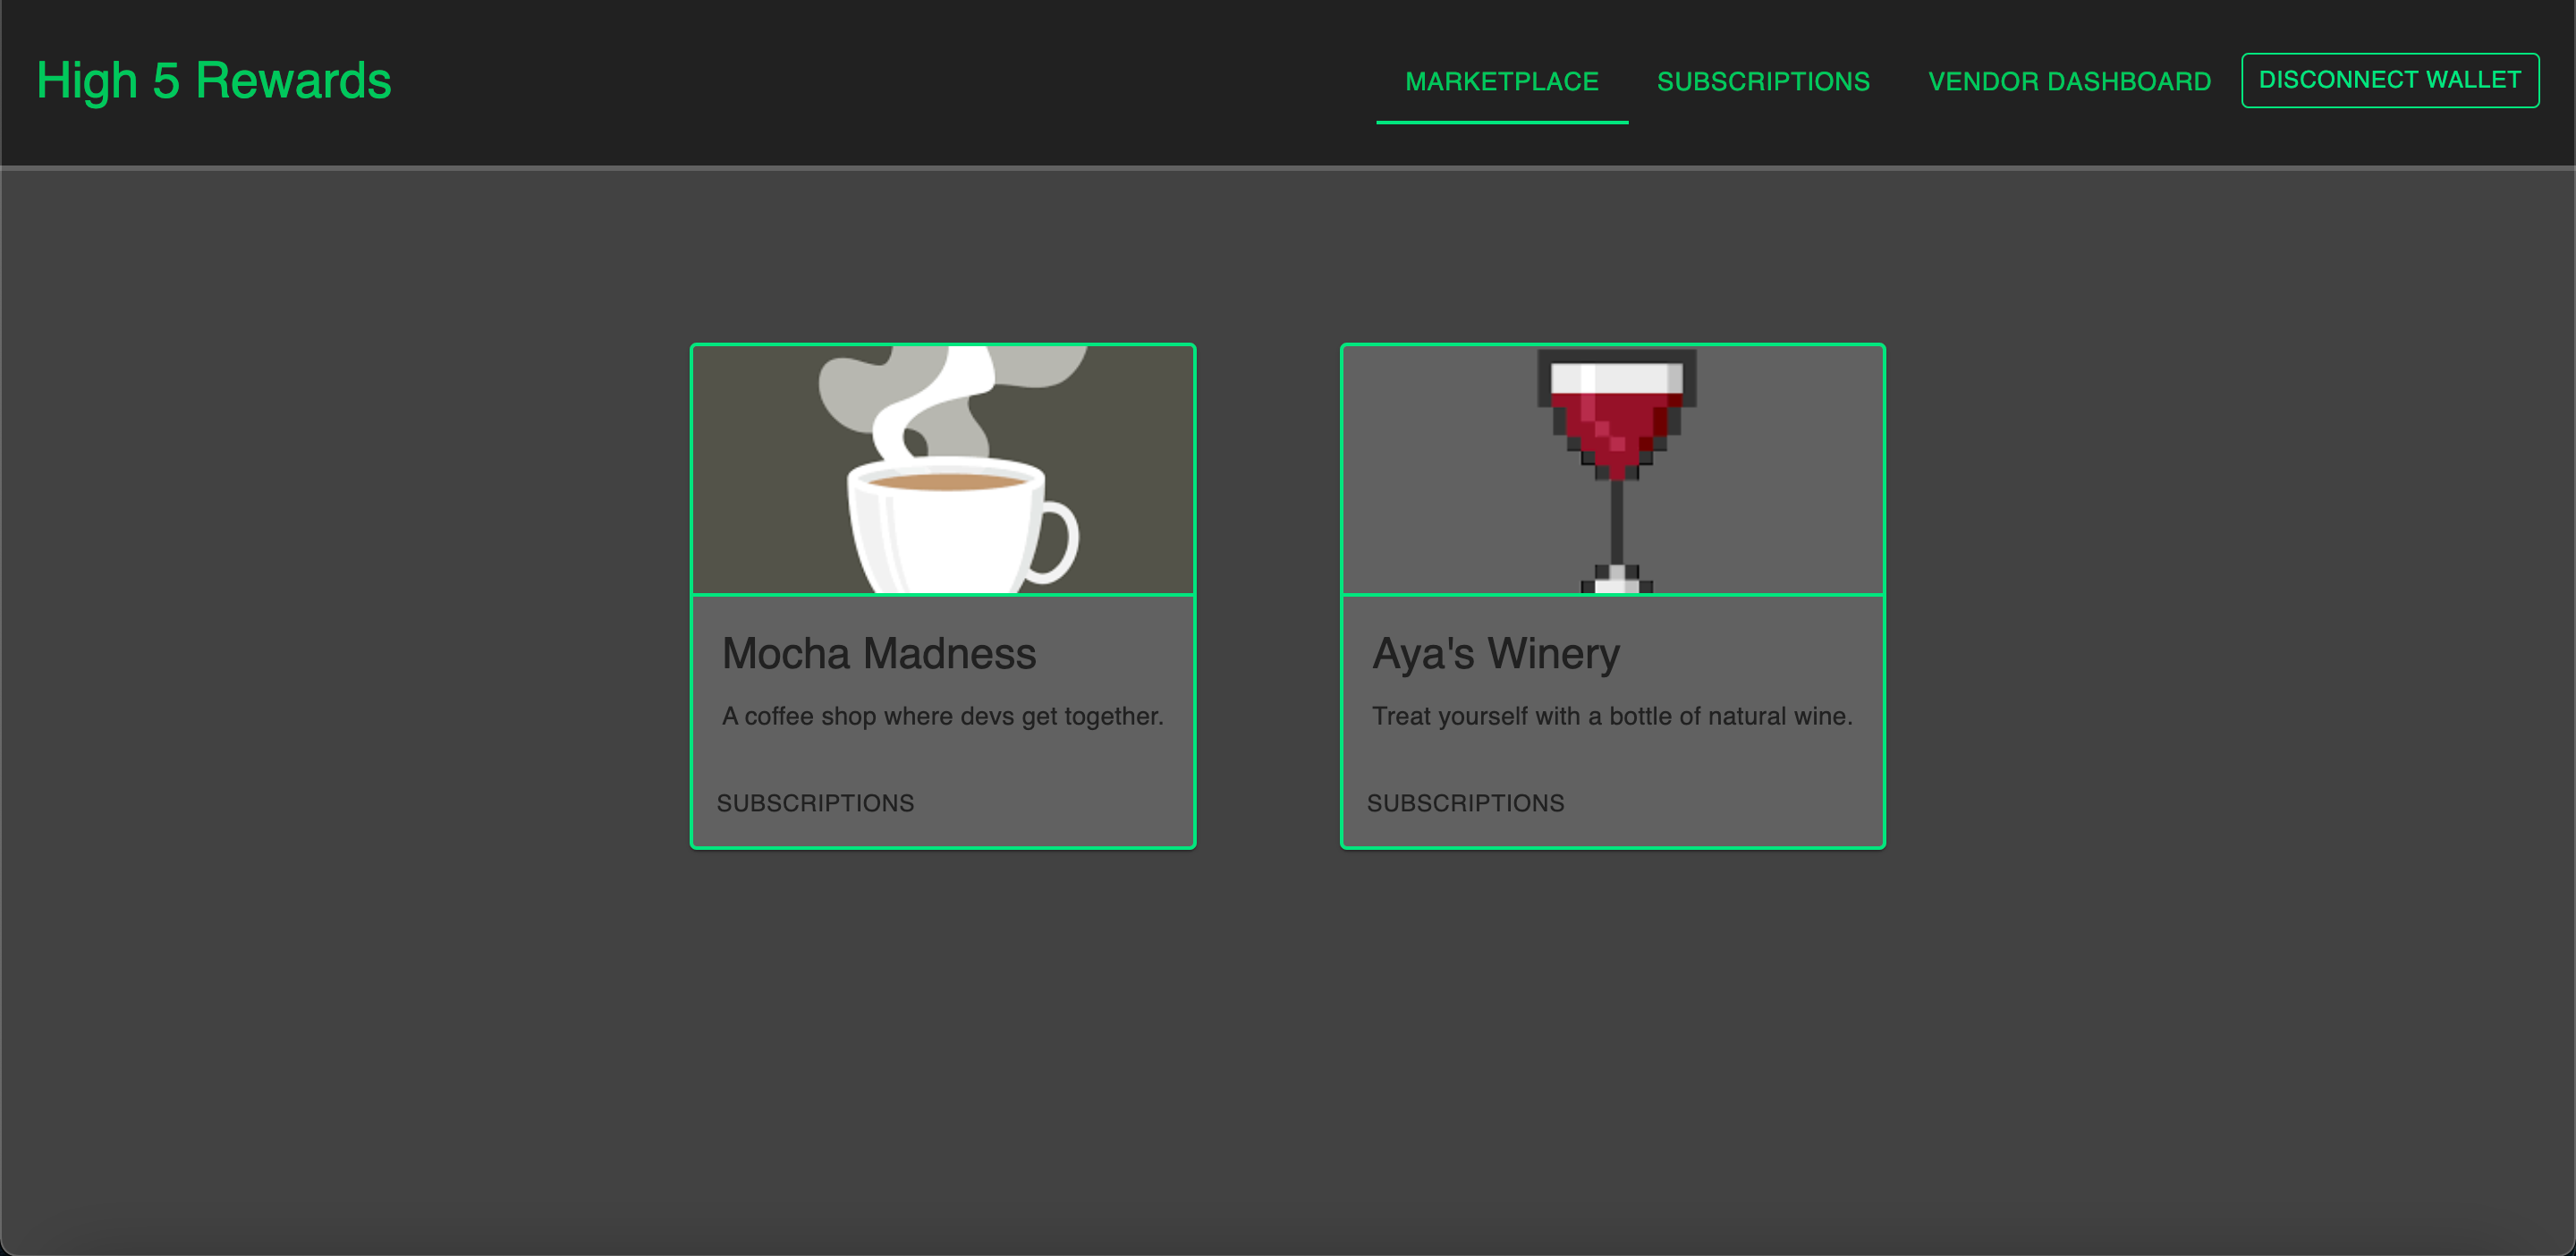 High 5 Rewards
MARKETPLACE
SUBSCRIPTIONS
VENDOR DASHBOARD
DISCONNECT WALLET
Mocha Madness
A coffee shop where devs get together.
SUBSCRIPTIONS
Aya's Winery
Treat yourself with a bottle of natural wine.
SUBSCRIPTIONS